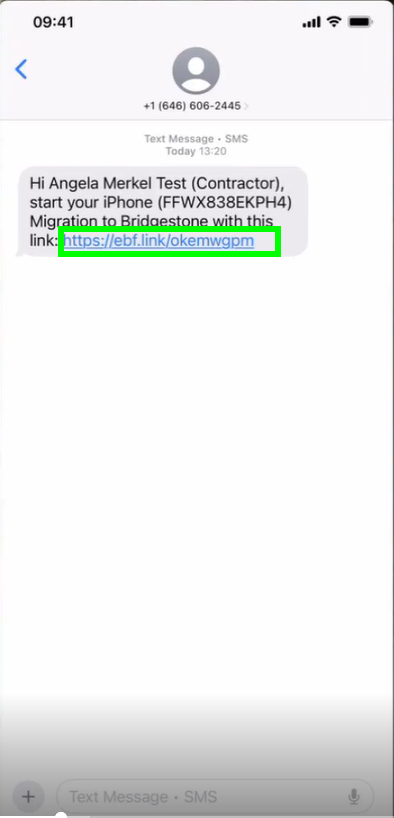 09:41
+1 (646) 606-2445
Text Message • SMS
Today 13:20
Hi Angela Merkel Test (Contractor),
start your iPhone (FFWX838EKPH4)
Migration to Bridgestone with this
link: https://ebf.link/okemwgpm
Text Message • SMS